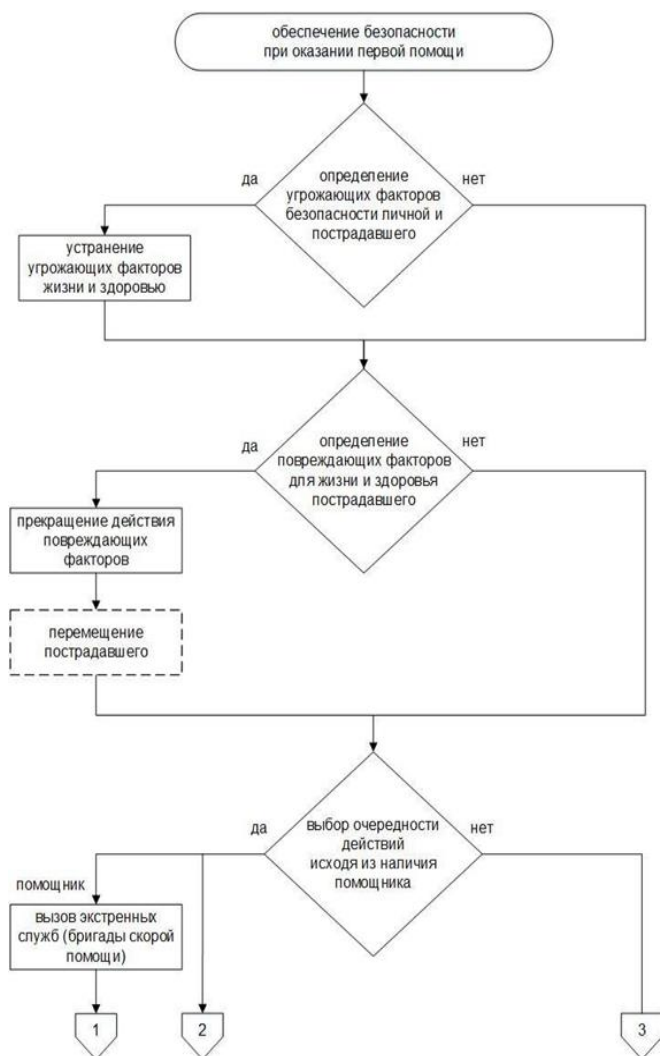 обеспечение безопасности
при оказании первой помощи
да
определение
угрожающих факторов
безопасности личной и
пострадавшего
нет
устранение
угрожающих факторов
жизни и здоровью
да
определение
повреждающих факторов
для жизни и здоровья
пострадавшего
нет
прекращение действия
повреждающих
факторов
перемещение
пострадавшего
да
выбор очередности
действий
исходя из наличия
помощника
нет
помощник
вызов экстренных
служб (бригады скорой
помощи)
1
2
3